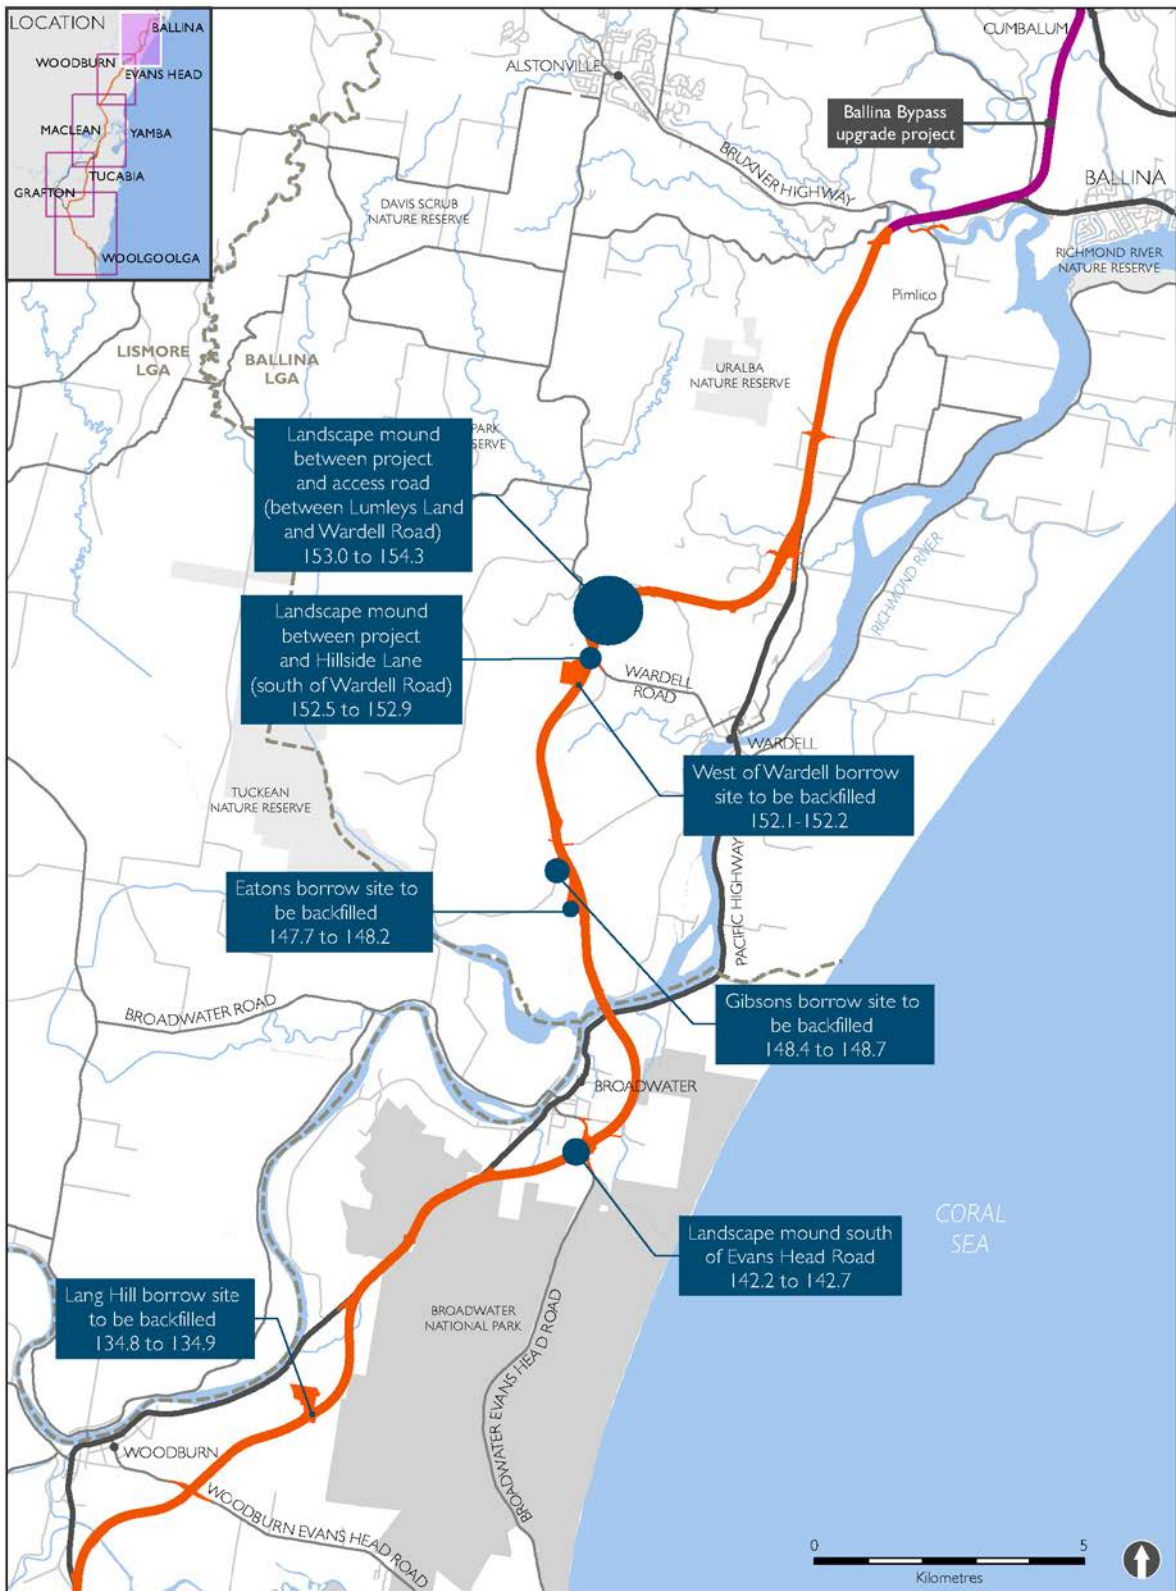 LOCATION
BALLINA
WOODBURN
EVANS HEAD
MACLEAN
YAMBA
TUCABIA
GRAFTON
WOOLGOOLGA
CUMBALUM
ALSTONVILLE
Ballina Bypass
upgrade project
BRUXNER HIGHWAY
BALLINA
DAVIS SCRUB
NATURE RESERVE
RICHMOND RIVER
NATURE RESERVE
Pimlico
LISMORE
LGA
BALLINA
LGA
URALBA
NATURE RESERVE
PARK
SERVE
Landscape mound
between project
and access road
(between Lumleys Land
and Wardell Road)
153.0 to 154.3
RICHMOND RIVER
Landscape mound
between project
and Hillside Lane
(south of Wardell Road)
152.5 to 152.9
WARDELL
ROAD
WARDELL
West of Wardell borrow
site to be backfilled
152.1-152.2
TUCKEAN
NATURE RESERVE
PACIFIC HIGHWAY
Eatons borrow site to
be backfilled
147.7 to 148.2
Gibsons borrow site to
be backfilled
148.4 to 148.7
BROADWATER ROAD
BROADWATER
CORAL
SEA
Landscape mound south
of Evans Head Road
142.2 to 142.7
Lang Hill borrow site
to be backfilled
134.8 to 134.9
BROADWATER
NATIONAL PARK
BROADWATER EVANS HEAD ROAD
WOODBURN
WOODBURN EVANS HEAD ROAD
0
5
Kilometres